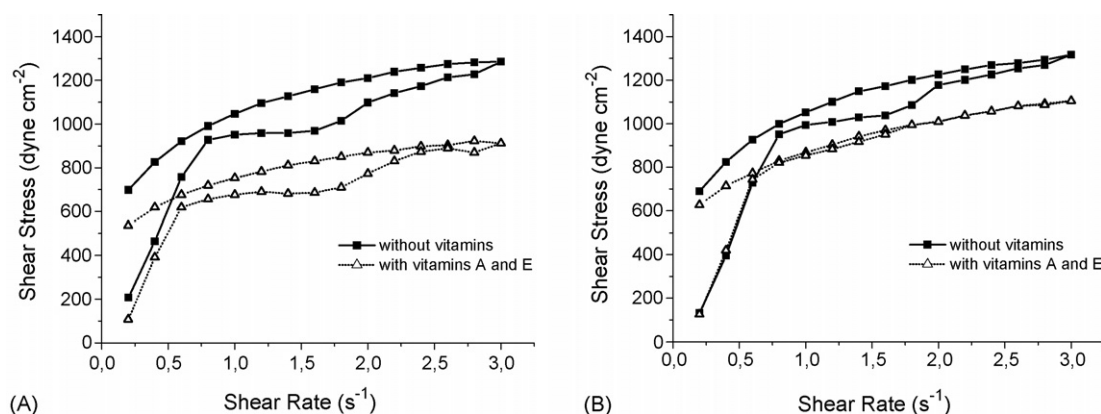 1400
1200
1000
800
600
400
200
0
0,0 0,5 1,0 1,5 2,0 2,5 3,0
Shear Stress (dyne cm-2)
Shear Rate (s-1)
without vitamins
with vitamins A and E
(A)
1400
1200
1000
800
600
400
200
0
0,0 0,5 1,0 1,5 2,0 2,5 3,0
Shear Stress (dyne cm-2)
Shear Rate (s-1)
without vitamins
with vitamins A and E
(B)